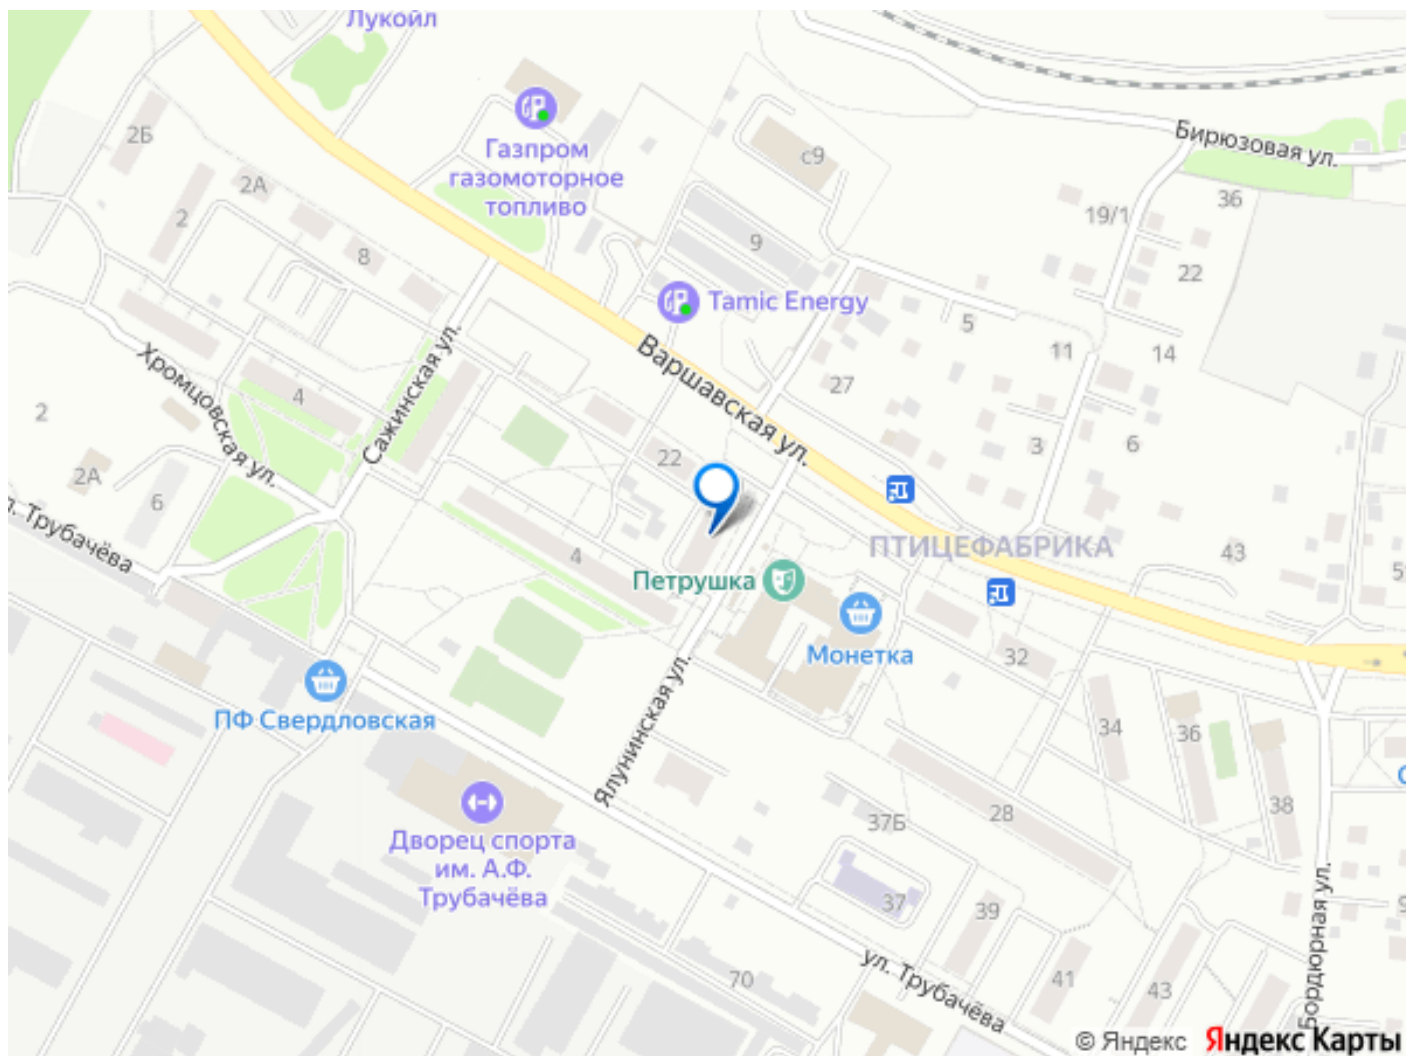 Лукойл
Газпром
газомоторное
топливо
Бирюзовая ул.
с9
2Б
2А
2
8
9
19/1
36
22
Tamic Energy
5
11
14
Варшавская ул.
27
Сажинская ул.
Хромцовская ул.
4
2
3
6
2А
6
22
4
ПТИЦЕФАБРИКА
43
Трубачёва
Петрушка
Монетка
32
ПФ Свердловская
Ялунинская ул.
34
36
38
28
37Б
37
39
41
43
Дворец спорта
им. А.Ф.
Трубачёва
70
ул. Трубачёва
Бордюрная ул.
© Яндекс Яндекс Карты